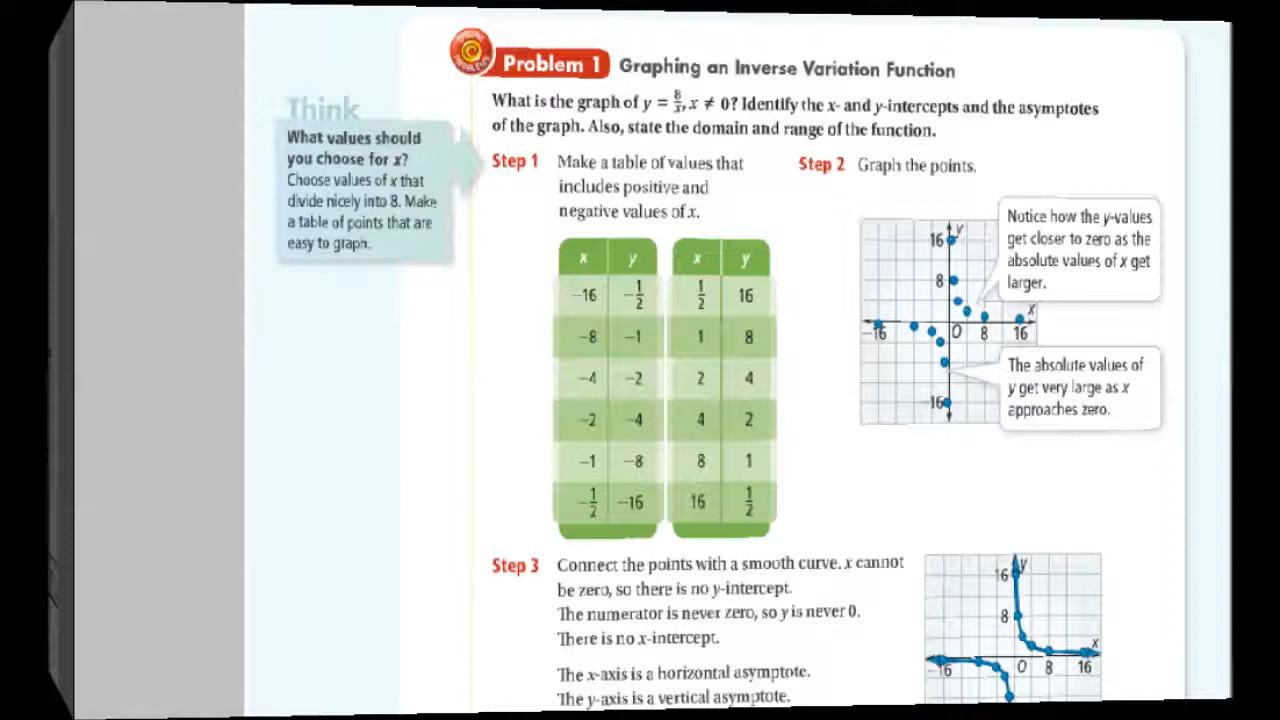 Problem 1 Graphing an Inverse Variation Function
What is the graph of y = 8/x, x ≠ 0? Identify the x- and y-intercepts and the asymptotes
of the graph. Also, state the domain and range of the function.
Think
What values should
you choose for x?
Choose values of x that
divide nicely into 8. Make
a table of points that are
easy to graph.
Step 1 Make a table of values that
includes positive and
negative values of x.
x y x y
−16 −1/2 1/2 16
−8 −1 1 8
−4 −2 2 4
−2 −4 4 2
−1 −8 8 1
−1/2 −16 16 1/2
Step 2 Graph the points.
Notice how the y-values
get closer to zero as the
absolute values of x get
larger.
16 y
8
x
−16 O 8 16
−16
The absolute values of
y get very large as x
approaches zero.
Step 3 Connect the points with a smooth curve. x cannot
be zero, so there is no y-intercept.
The numerator is never zero, so y is never 0.
There is no x-intercept.
The x-axis is a horizontal asymptote.
The y-axis is a vertical asymptote.
16 y
8
x
−16 O 8 16